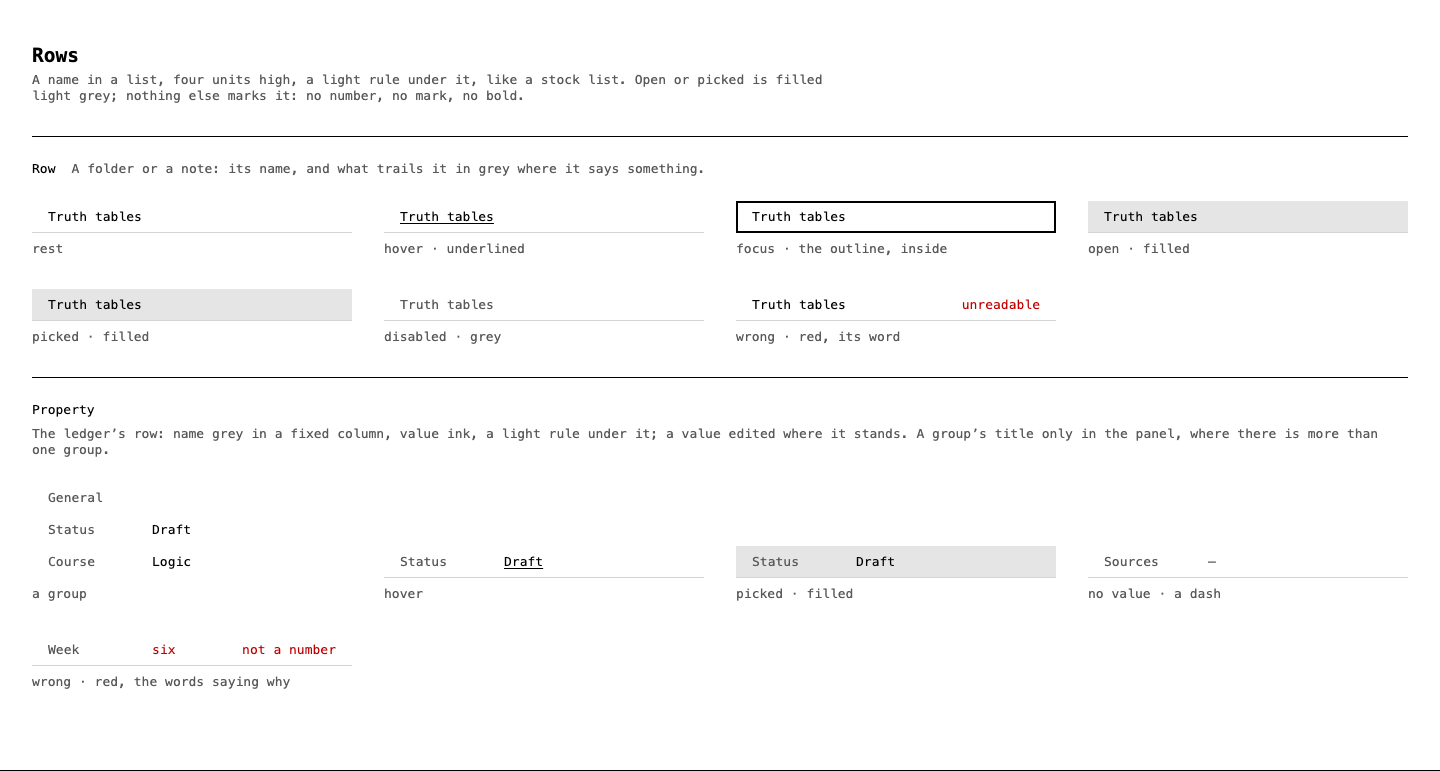 Rows
A name in a list, four units high, a light rule under it, like a stock list. Open or picked is filled
light grey; nothing else marks it: no number, no mark, no bold.
Row A folder or a note: its name, and what trails it in grey where it says something.
Truth tables Truth tables Truth tables Truth tables
rest hover · underlined focus · the outline, inside open · filled
Truth tables Truth tables Truth tables unreadable
picked · filled disabled · grey wrong · red, its word
Property
The ledger’s row: name grey in a fixed column, value ink, a light rule under it; a value edited where it stands. A group’s title only in the panel, where there is more than
one group.
General
Status Draft
Course Logic Status Draft Status Draft Sources —
a group hover picked · filled no value · a dash
Week six not a number
wrong · red, the words saying why